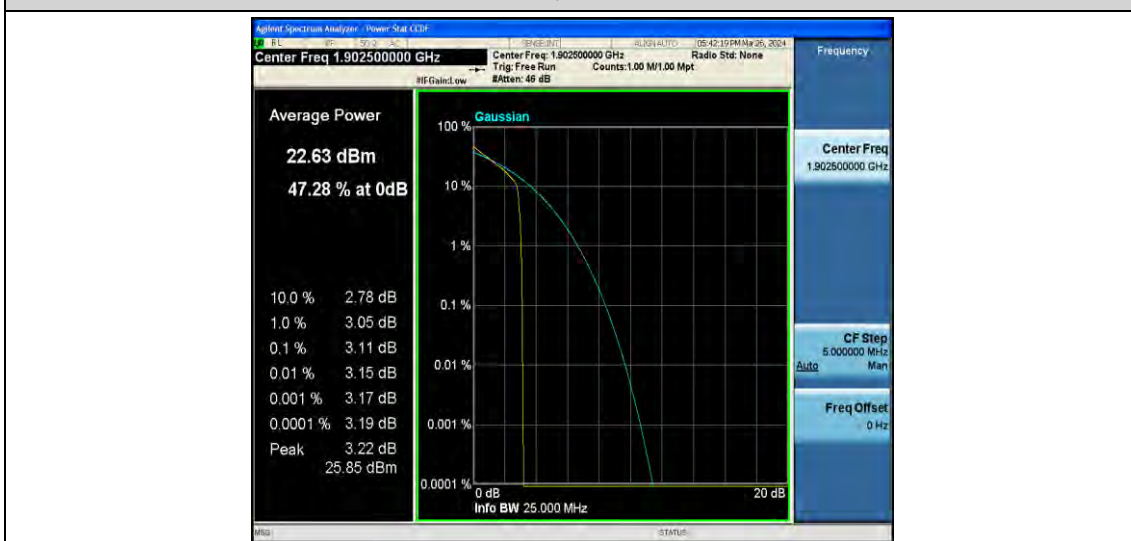 Agilent Spectrum Analyzer - Power Stat CCDF
RL RF 50 Ω AC SENSE:INT ALIGN AUTO 05:42:19 PM Mar 26, 2024
Center Freq 1.902500000 GHz
Center Freq: 1.902500000 GHz Radio Std: None
Trig: Free Run Counts:1.00 M/1.00 Mpt
#IFGain:Low #Atten: 46 dB
Frequency
Average Power
22.63 dBm
47.28 % at 0dB
10.0 % 2.78 dB
1.0 % 3.05 dB
0.1 % 3.11 dB
0.01 % 3.15 dB
0.001 % 3.17 dB
0.0001 % 3.19 dB
Peak 3.22 dB
25.85 dBm
Gaussian
100 %
10 %
1 %
0.1 %
0.01 %
0.001 %
0.0001 %
0 dB 20 dB
Info BW 25.000 MHz
Center Freq
1.902500000 GHz
CF Step
5.000000 MHz
Auto Man
Freq Offset
0 Hz
MSG STATUS